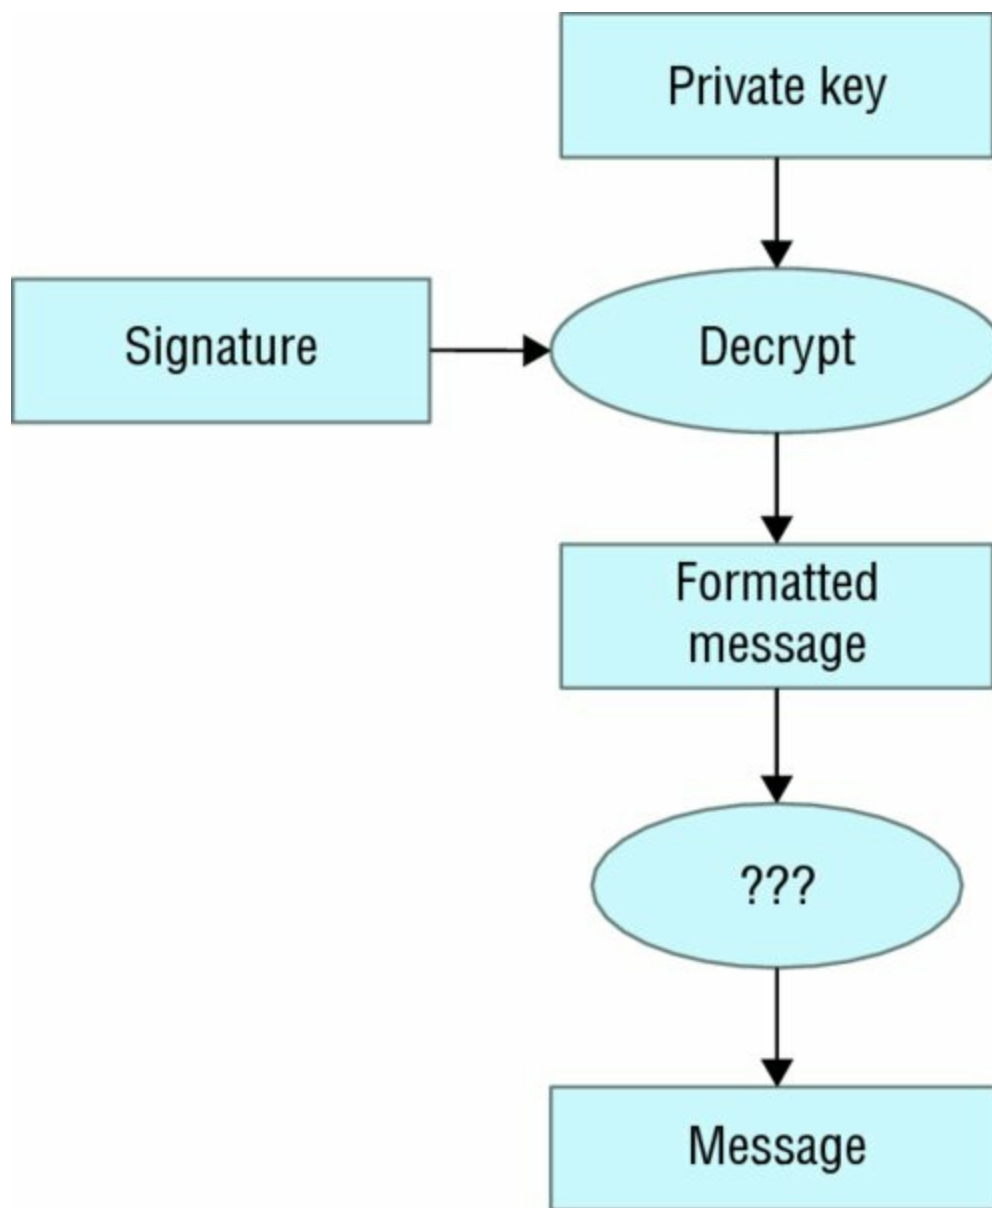 Private key
Signature
Decrypt
Formatted
message
???
Message